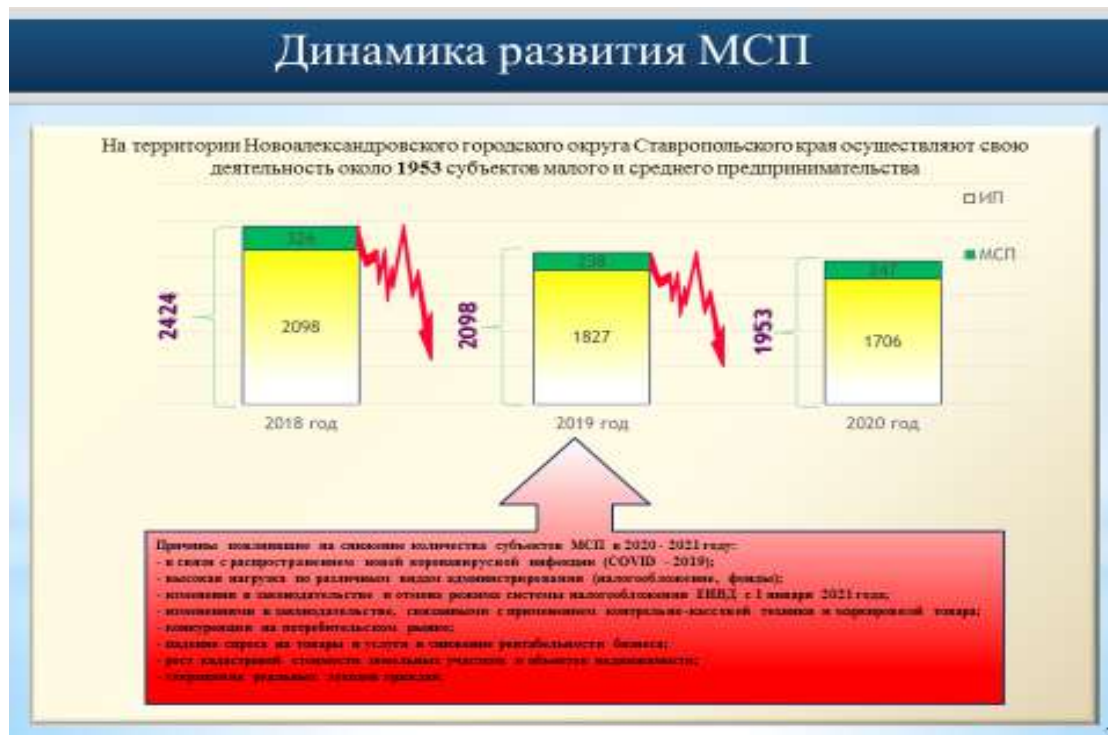 Динамика развития МСП
На территории Новоалександровского городского округа Ставропольского края осуществляют свою
деятельность около 1953 субъектов малого и среднего предпринимательства
ИП
МСП
2424
326
2098
2018 год
2098
238
1827
2019 год
1953
247
1706
2020 год
Причины повлиявшие на снижение количества субъектов МСП в 2020 - 2021 году:
- в связи с распространением новой коронавирусной инфекции (COVID - 2019);
- высокая нагрузка по различным видам администрирования (налогообложение, фонды);
- изменения в законодательстве и отмена режима системы налогообложения ЕНВД с 1 января 2021 года;
- изменениями в законодательстве, связанными с применением контрольно-кассовой техники и маркировкой товара;
- конкуренция на потребительском рынке;
- падение спроса на товары и услуги и снижение рентабельности бизнеса;
- рост кадастровой стоимости земельных участков и объектов недвижимости;
- сокращение реальных доходов граждан.